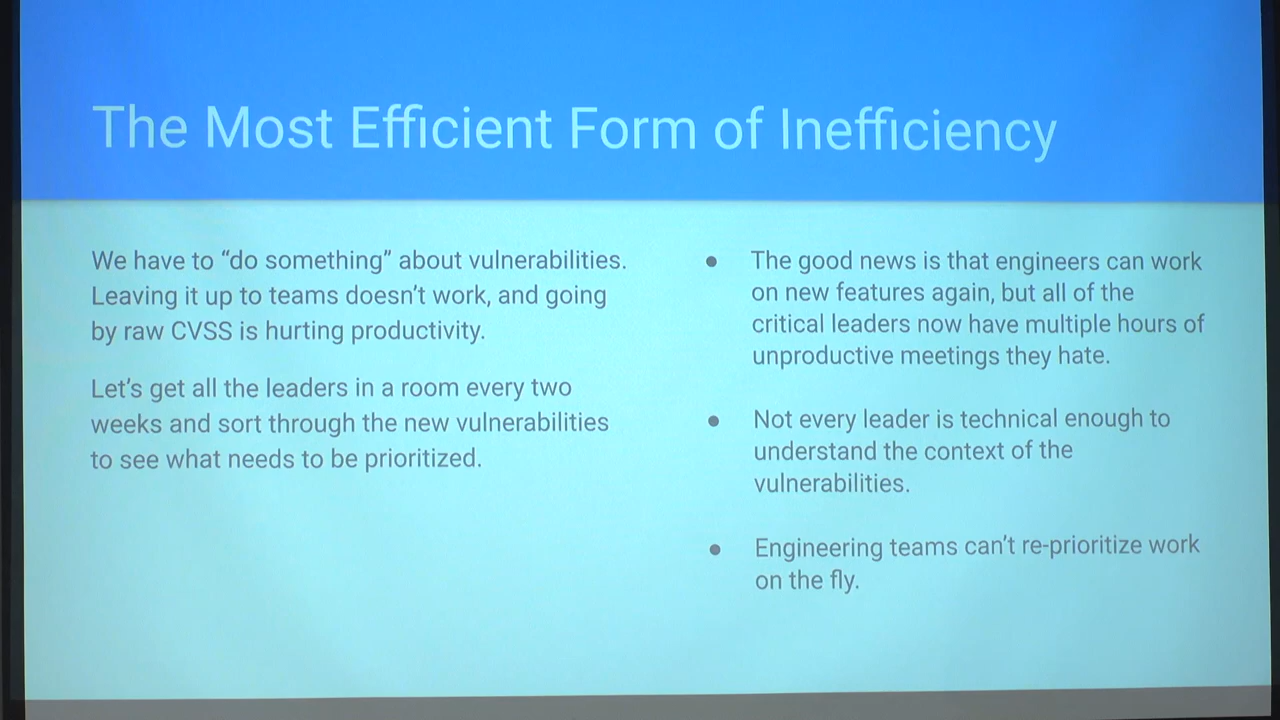 The Most Efficient Form of Inefficiency
We have to “do something” about vulnerabilities.
Leaving it up to teams doesn’t work, and going
by raw CVSS is hurting productivity.
Let’s get all the leaders in a room every two
weeks and sort through the new vulnerabilities
to see what needs to be prioritized.
● The good news is that engineers can work
on new features again, but all of the
critical leaders now have multiple hours of
unproductive meetings they hate.
● Not every leader is technical enough to
understand the context of the
vulnerabilities.
● Engineering teams can’t re-prioritize work
on the fly.